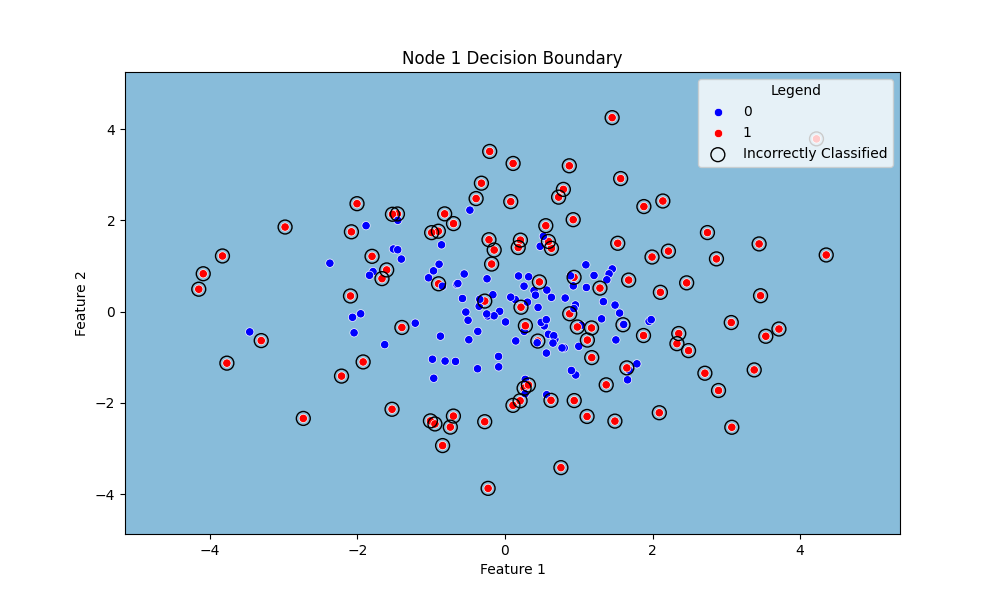 Node 1 Decision Boundary
Legend
0
1
Incorrectly Classified
Feature 2
4
2
0
−2
−4
−4
−2
0
2
4
Feature 1